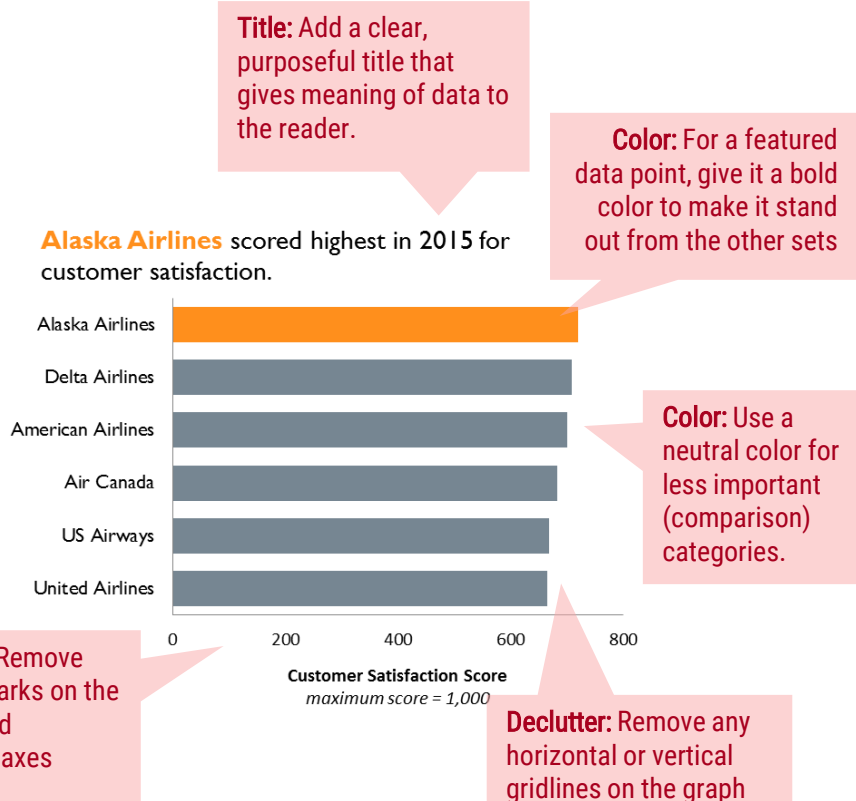 Title: Add a clear,
purposeful title that
gives meaning of data to
the reader.
Color: For a featured
data point, give it a bold
color to make it stand
out from the other sets
Alaska Airlines scored highest in 2015 for
customer satisfaction.
Alaska Airlines
Delta Airlines
American Airlines
Air Canada
US Airways
United Airlines
Color: Use a
neutral color for
less important
(comparison)
categories.
0 200 400 600 800
Customer Satisfaction Score
maximum score = 1,000
Remove
arks on the
d
axes
Declutter: Remove any
horizontal or vertical
gridlines on the graph